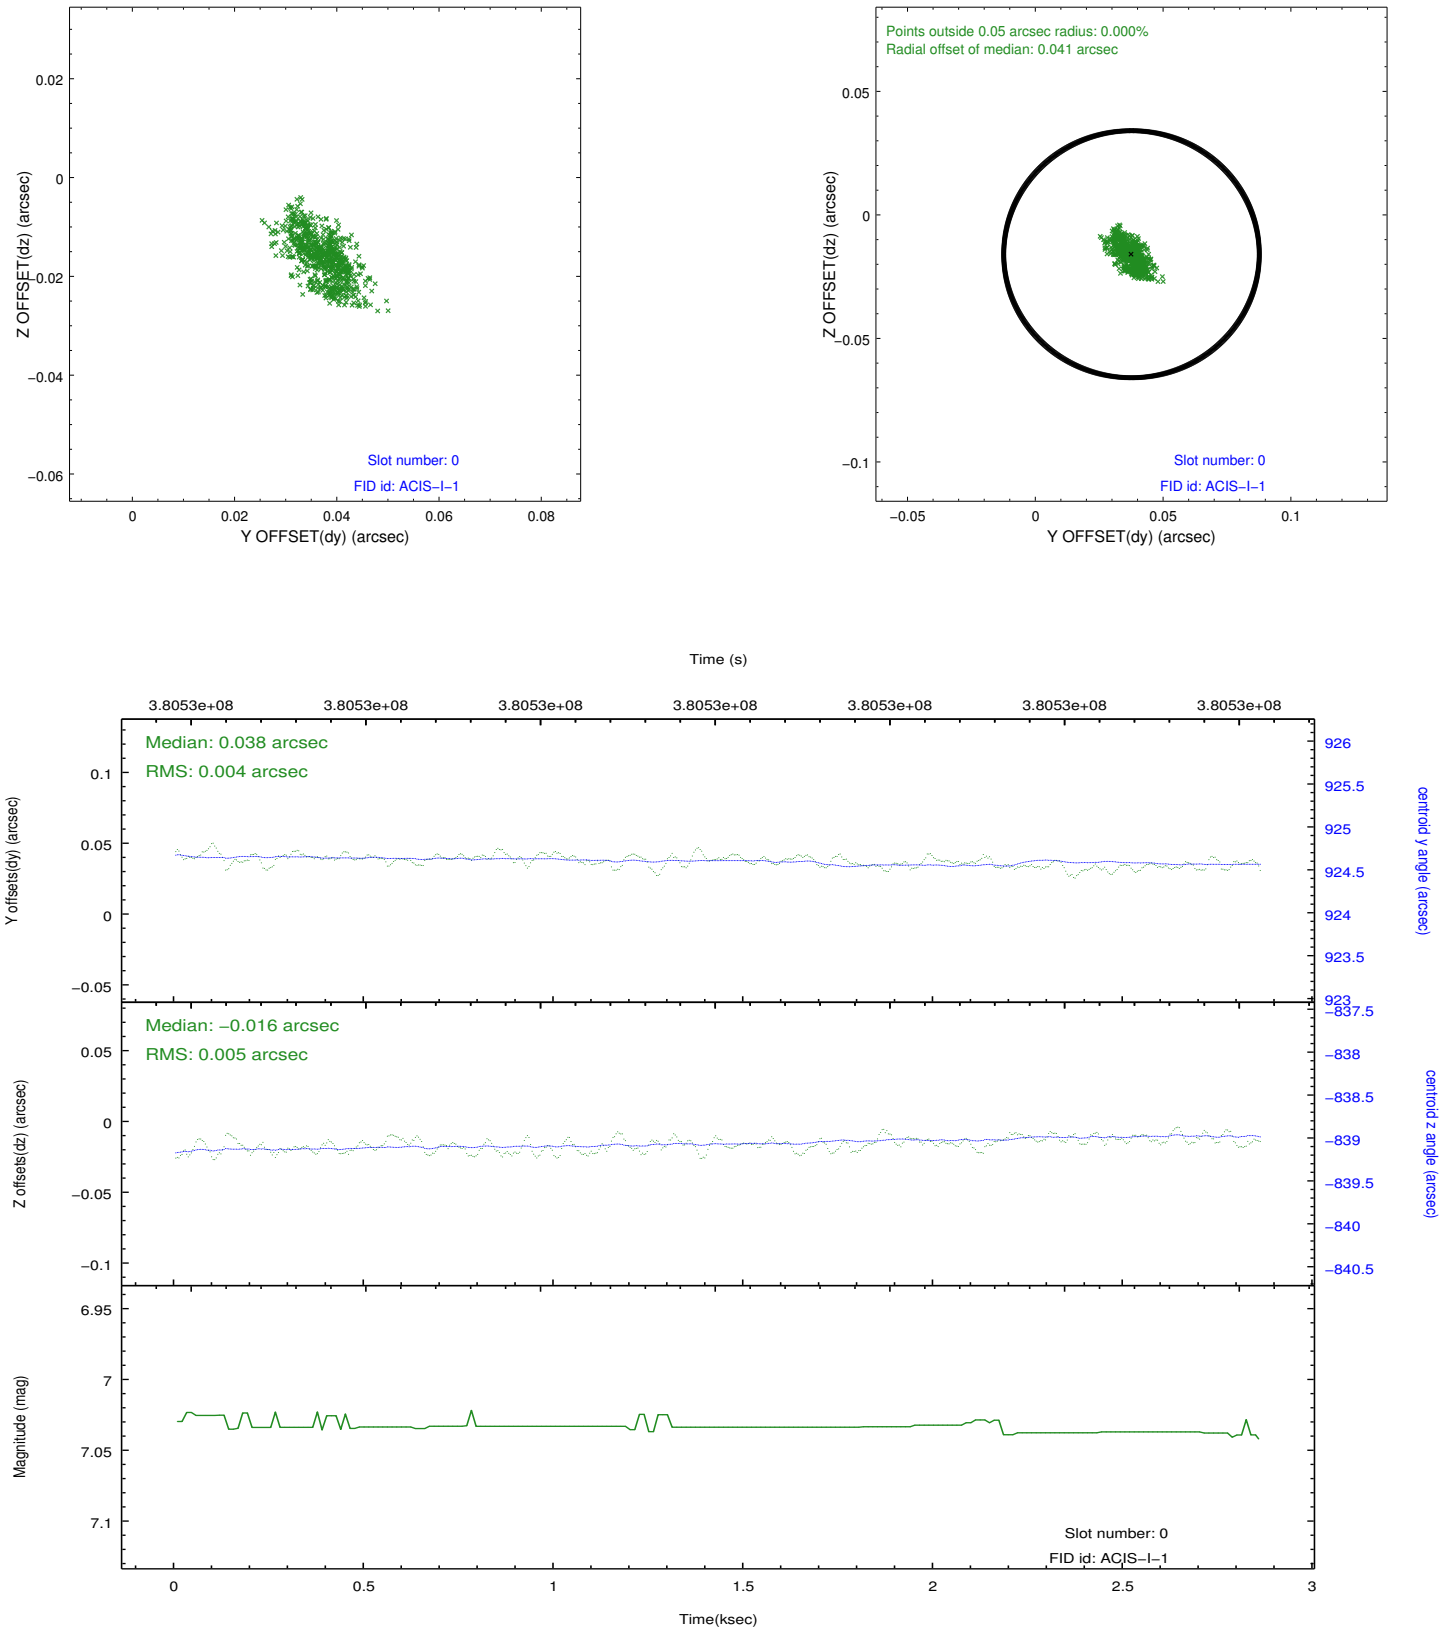 0.02
0
−0.02
−0.04
−0.06
Z OFFSET(dz) (arcsec)
Slot number: 0
FID id: ACIS−I−1
0
0.02
0.04
0.06
0.08
Y OFFSET(dy) (arcsec)
Points outside 0.05 arcsec radius: 0.000%
Radial offset of median: 0.041 arcsec
0.05
0
−0.05
−0.1
Z OFFSET(dz) (arcsec)
Slot number: 0
FID id: ACIS−I−1
−0.05
0
0.05
0.1
Y OFFSET(dy) (arcsec)
Time (s)
3.8053e+08
3.8053e+08
3.8053e+08
3.8053e+08
3.8053e+08
3.8053e+08
3.8053e+08
Median: 0.038 arcsec
RMS: 0.004 arcsec
0.1
0.05
0
−0.05
Y offsets(dy) (arcsec)
926
925.5
925
924.5
924
923.5
923
centroid y angle (arcsec)
Median: −0.016 arcsec
RMS: 0.005 arcsec
0.05
0
−0.05
−0.1
Z offsets(dz) (arcsec)
−837.5
−838
−838.5
−839
−839.5
−840
−840.5
centroid z angle (arcsec)
6.95
7
7.05
7.1
Magnitude (mag)
Slot number: 0
FID id: ACIS−I−1
0
0.5
1
1.5
2
2.5
3
Time(ksec)